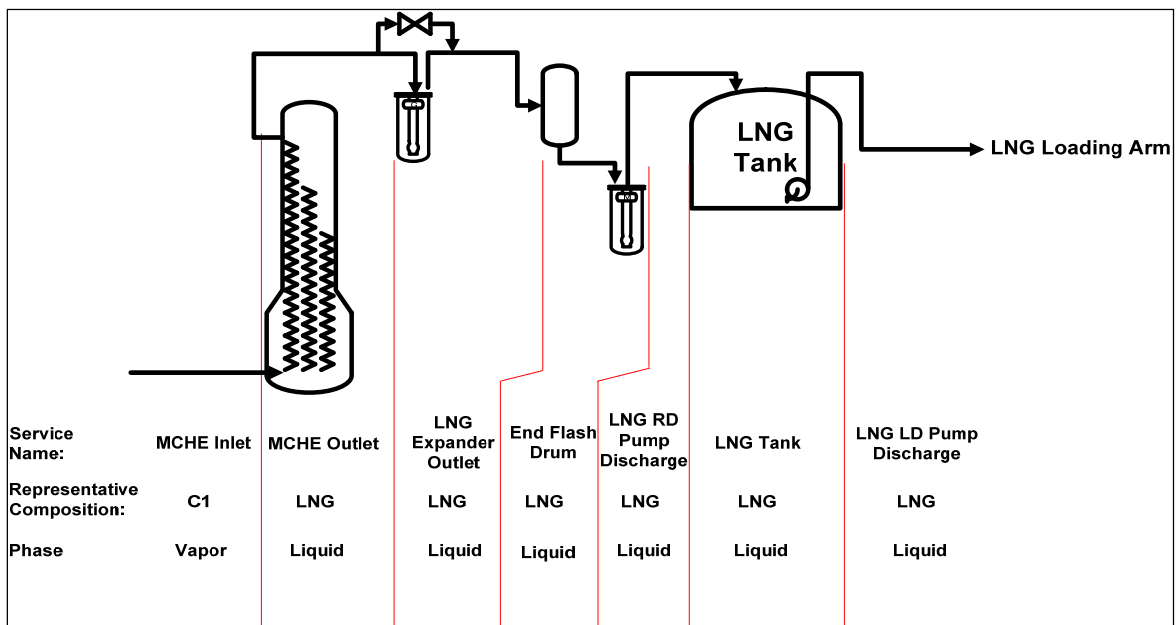 LNG
Tank
LNG Loading Arm
Service
Name:
MCHE Inlet
MCHE Outlet
LNG
Expander
Outlet
End Flash
Drum
LNG RD
Pump
Discharge
LNG Tank
LNG LD Pump
Discharge
Representative
Composition:
C1
LNG
LNG
LNG
LNG
LNG
LNG
Phase
Vapor
Liquid
Liquid
Liquid
Liquid
Liquid
Liquid